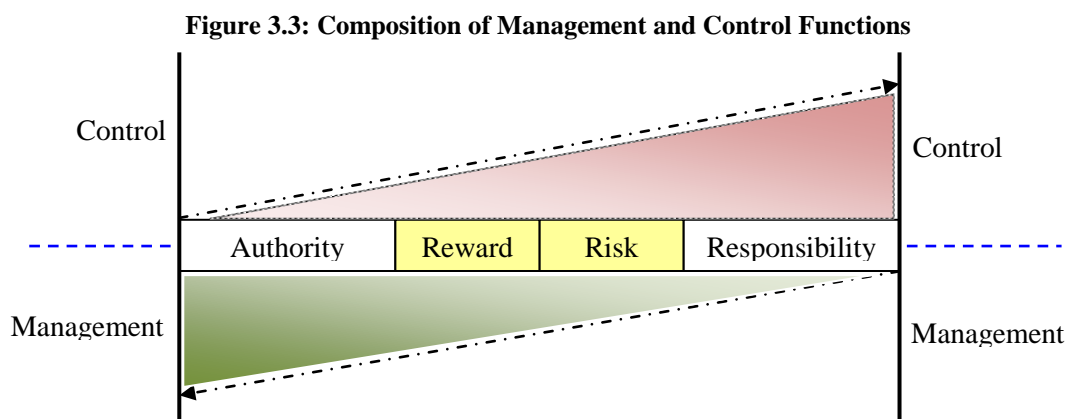 Figure 3.3: Composition of Management and Control Functions
Control
Control
Authority Reward Risk Responsibility
Management
Management